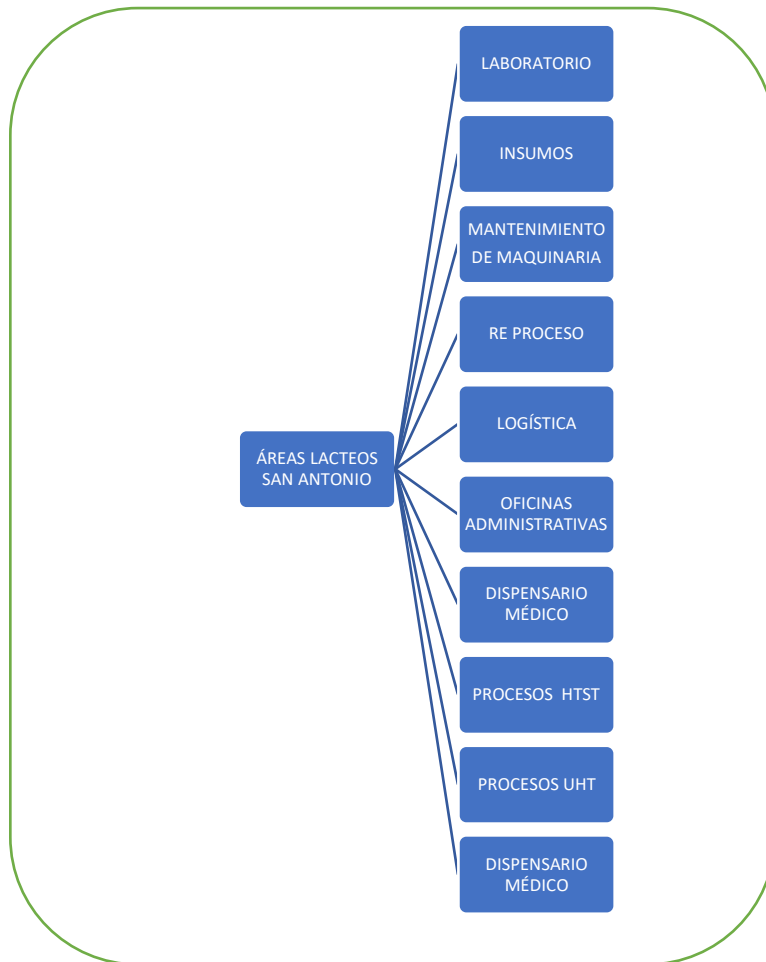 LABORATORIO
INSUMOS
MANTENIMIENTO
DE MAQUINARIA
RE PROCESO
LOGÍSTICA
ÁREAS LACTEOS
SAN ANTONIO
OFICINAS
ADMINISTRATIVAS
DISPENSARIO
MÉDICO
PROCESOS  HTST
PROCESOS UHT
DISPENSARIO
MÉDICO